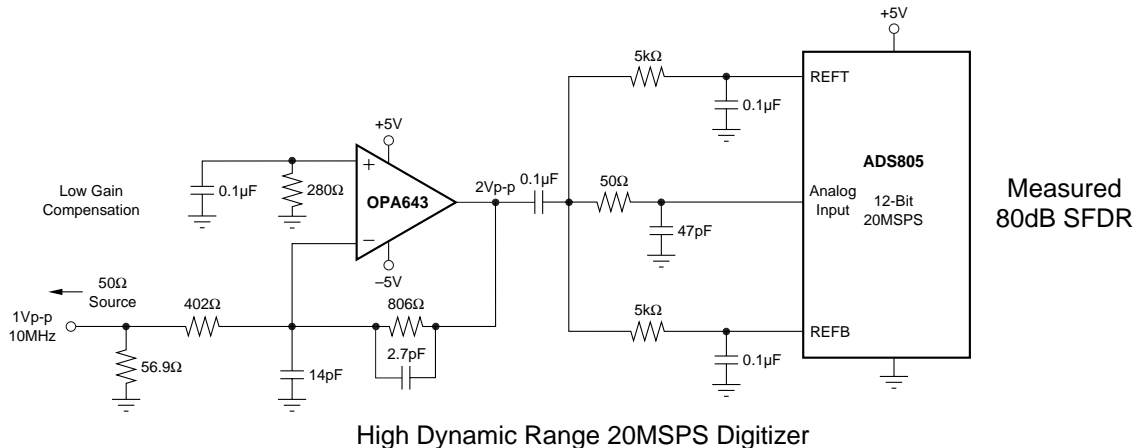 +5V
5kΩ
REFT
0.1µF
+5V
+
ADS805
2Vp-p
0.1µF
50Ω
Low Gain
Compensation
0.1µF
280Ω
OPA643
Analog
Input
12-Bit
20MSPS
Measured
80dB SFDR
–
47pF
–5V
50Ω
Source
402Ω
806Ω
5kΩ
1Vp-p
10MHz
REFB
2.7pF
56.9Ω
14pF
0.1µF
High Dynamic Range 20MSPS Digitizer